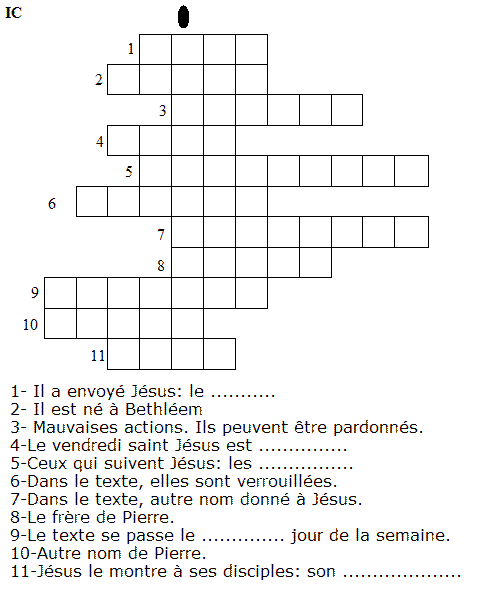 IC
1
2
3
4
5
6
7
8
9
10
11
1- Il a envoyé Jésus: le ...........
2- Il est né à Bethléem
3- Mauvaises actions. Ils peuvent être pardonnés.
4-Le vendredi saint Jésus est ...............
5-Ceux qui suivent Jésus: les ................
6-Dans le texte, elles sont verrouillées.
7-Dans le texte, autre nom donné à Jésus.
8-Le frère de Pierre.
9-Le texte se passe le .............. jour de la semaine.
10-Autre nom de Pierre.
11-Jésus le montre à ses disciples: son ....................